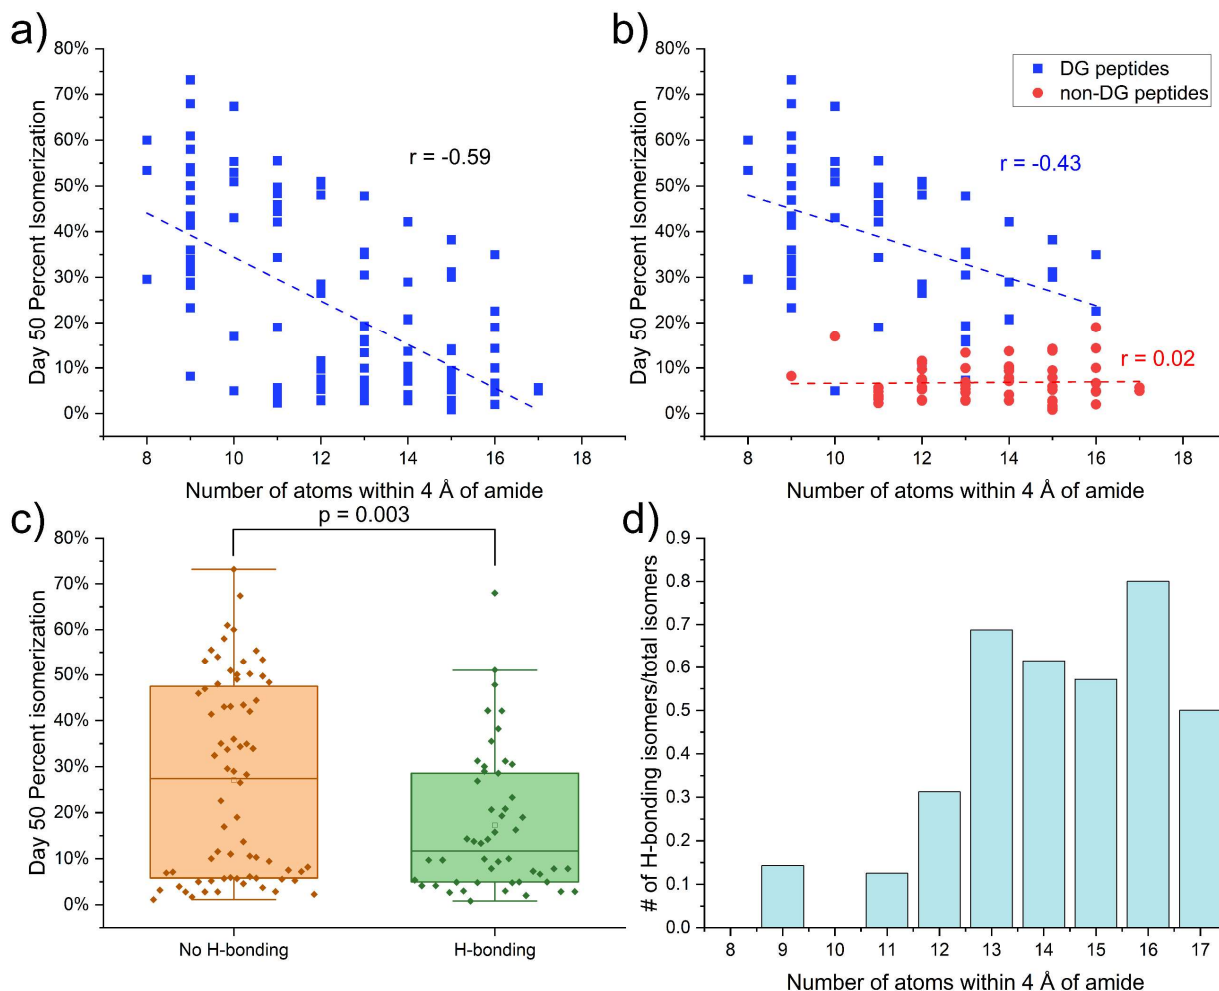 a)
80%
70%
60%
50%
40%
30%
20%
10%
0%
Day 50 Percent Isomerization
r = -0.59
8 10 12 14 16 18
Number of atoms within 4 Å of amide
b)
80%
70%
60%
50%
40%
30%
20%
10%
0%
Day 50 Percent Isomerization
DG peptides
non-DG peptides
r = -0.43
r = 0.02
8 10 12 14 16 18
Number of atoms within 4 Å of amide
c)
p = 0.003
80%
70%
60%
50%
40%
30%
20%
10%
0%
Day 50 Percent isomerization
No H-bonding H-bonding
d)
0.9
0.8
0.7
0.6
0.5
0.4
0.3
0.2
0.1
0.0
# of H-bonding isomers/total isomers
8 9 10 11 12 13 14 15 16 17
Number of atoms within 4 Å of amide